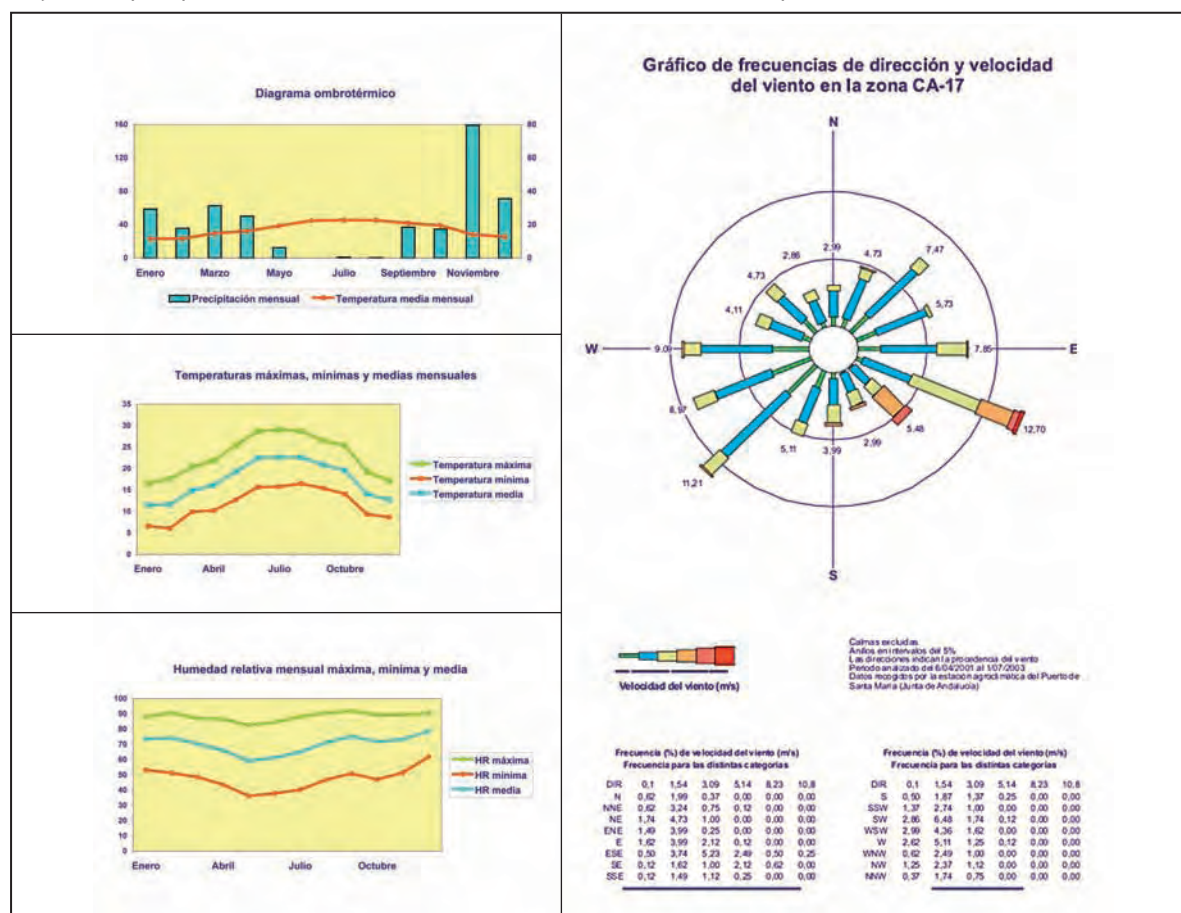 Diagrama ombrotérmico
160
120
80
40
0
80
60
40
20
0
Enero Marzo Mayo Julio Septiembre Noviembre
Precipitación mensual Temperatura media mensual
Temperaturas máximas, mínimas y medias mensuales
35
30
25
20
15
10
5
0
Enero Abril Julio Octubre
Temperatura máxima
Temperatura mínima
Temperatura media
Humedad relativa mensual máxima, mínima y media
100
90
80
70
60
50
40
30
20
10
0
Enero Abril Julio Octubre
HR máxima
HR mínima
HR media
Gráfico de frecuencias de dirección y velocidad
del viento en la zona CA-17
N
2,99
4,73
7,47
5,73
7,85
E
12,70
5,48
2,99
3,99
S
5,11
11,21
8,97
9,09
W
4,11
4,73
2,86
Velocidad del viento (m/s)
Calmas excluidas
Anillos en intervalos del 5%
Las direcciones indican la procedencia del viento
Periodo analizado del 6/04/2001 al 1/07/2003
Datos recogidos por la estación agroclimática del Puerto de
Santa María (Junta de Andalucía)
Frecuencia (%) de velocidad del viento (m/s)
Frecuencia para las distintas categorías
DIR 0,1 1,54 3,09 5,14 8,23 10,8
N 0,62 1,99 0,37 0,00 0,00 0,00
NNE 0,62 3,24 0,75 0,12 0,00 0,00
NE 1,74 4,73 1,00 0,00 0,00 0,00
ENE 1,49 3,99 0,25 0,00 0,00 0,00
E 1,62 3,99 2,12 0,12 0,00 0,00
ESE 0,50 3,74 5,23 2,49 0,50 0,25
SE 0,12 1,62 1,00 2,12 0,62 0,00
SSE 0,12 1,49 1,12 0,25 0,00 0,00
Frecuencia (%) de velocidad del viento (m/s)
Frecuencia para las distintas categorías
DIR 0,1 1,54 3,09 5,14 8,23 10,8
S 0,50 1,87 1,37 0,25 0,00 0,00
SSW 1,37 2,74 1,00 0,00 0,00 0,00
SW 2,86 6,48 1,74 0,12 0,00 0,00
WSW 2,99 4,36 1,62 0,00 0,00 0,00
W 2,62 5,11 1,25 0,12 0,00 0,00
WNW 0,62 2,49 1,00 0,00 0,00 0,00
NW 1,25 2,37 1,12 0,00 0,00 0,00
NNW 0,37 1,74 0,75 0,00 0,00 0,00